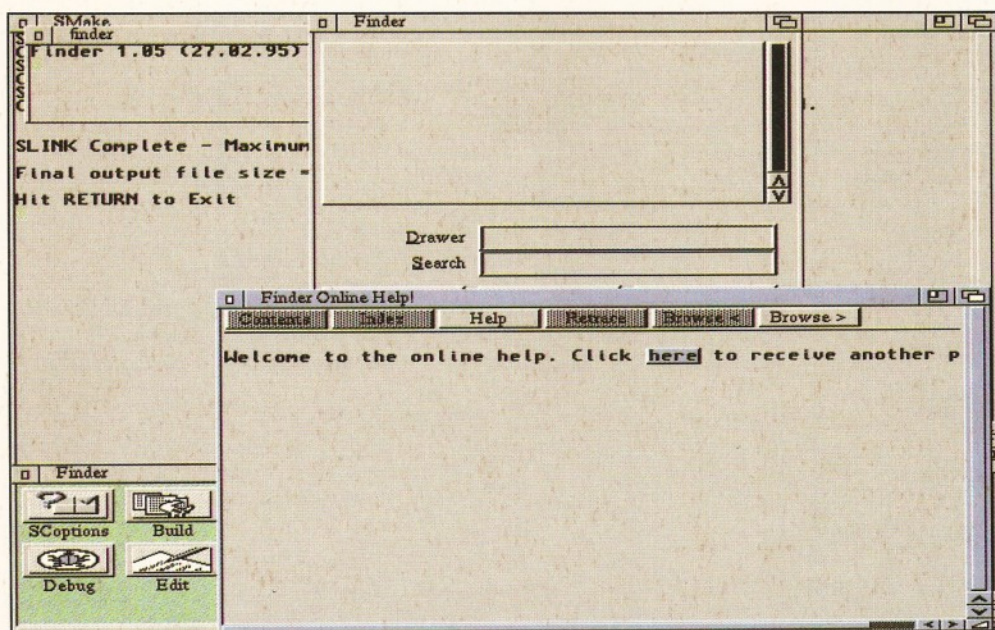 SMake
finder
Finder 1.05 (27.02.95)
SLINK Complete - Maximum
Final output file size =
Hit RETURN to Exit
Finder
Drawer
Search
Finder Online Help!
Contents
Index
Help
Retrace
Browse <
Browse >
Welcome to the online help. Click here to receive another p
Finder
SCoptions
Build
Debug
Edit